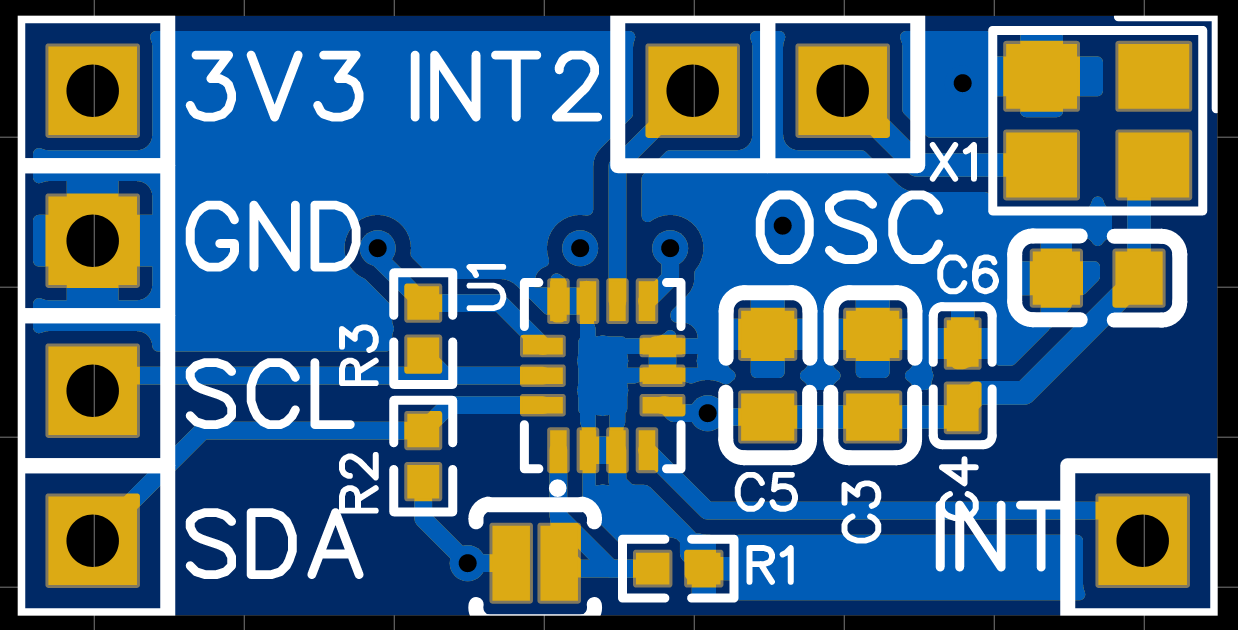 3V3 INT2
X1
GND
OSC
U1
C6
R3
SCL
R2
C5
C3
C4
SDA
INT
R1